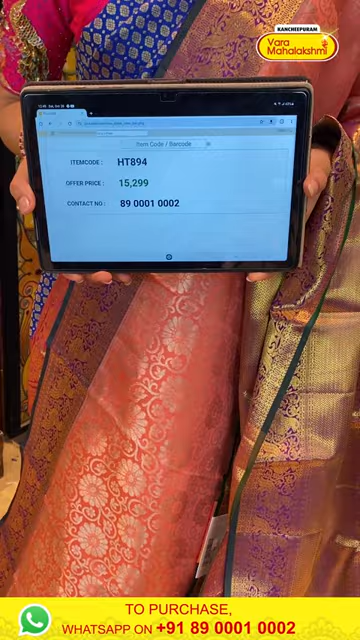 KANCHEEPURAM
Vara
Mahalakshmi
Item Code / Barcode
ITEMCODE : HT894
OFFER PRICE : 15,299
CONTACT NO : 89 0001 0002
TO PURCHASE,
WHATSAPP ON +91 89 0001 0002